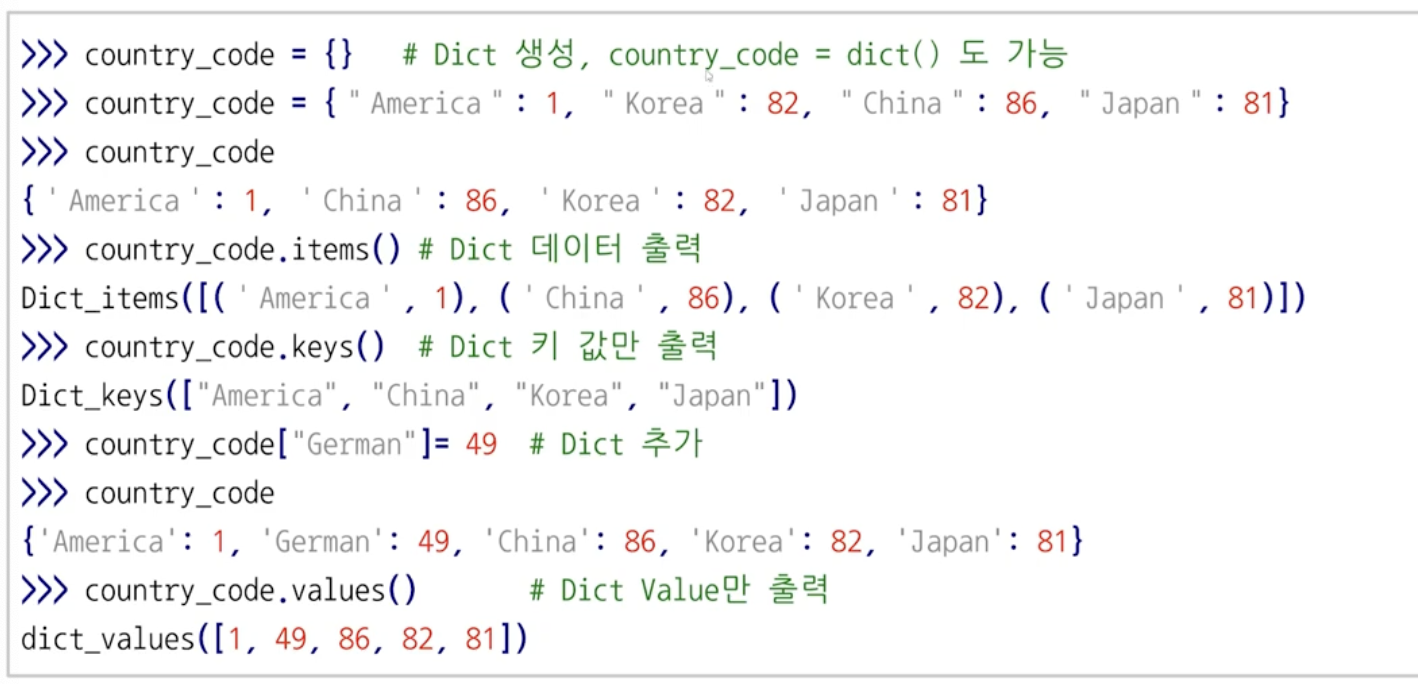 >>> country_code = {}   # Dict 생성, country_code = dict() 도 가능
>>> country_code = { " America " : 1,  " Korea " : 82,  " China " : 86,  " Japan " : 81}
>>> country_code
{ ' America ' : 1,  ' China ' : 86,  ' Korea ' : 82,  ' Japan ' : 81}
>>> country_code.items() # Dict 데이터 출력
Dict_items([( ' America ' , 1), ( ' China ' , 86), ( ' Korea ' , 82), ( ' Japan ' , 81)])
>>> country_code.keys()  # Dict 키 값만 출력
Dict_keys(["America", "China", "Korea", "Japan"])
>>> country_code["German"]= 49  # Dict 추가
>>> country_code
{'America': 1, 'German': 49, 'China': 86, 'Korea': 82, 'Japan': 81}
>>> country_code.values()       # Dict Value만 출력
dict_values([1, 49, 86, 82, 81])